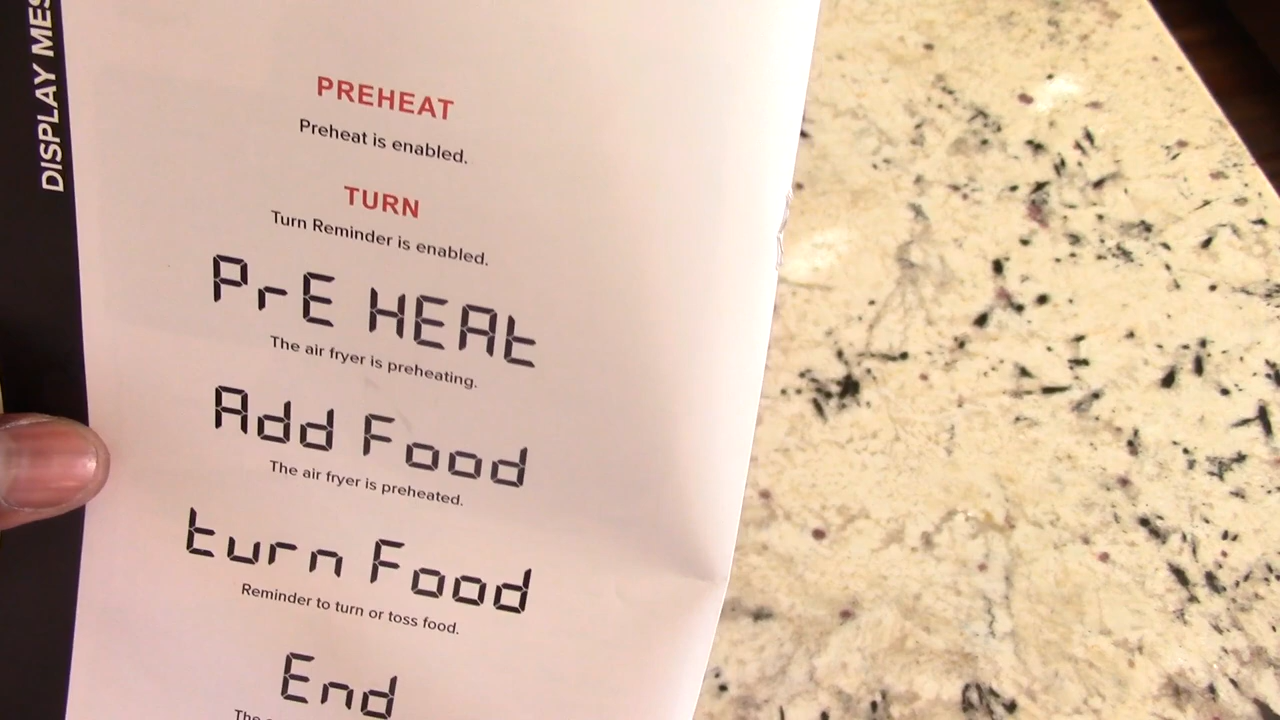 DISPLAY
PREHEAT
Preheat is enabled.
TURN
Turn Reminder is enabled.
PrE HEAt
The air fryer is preheating.
Add Food
The air fryer is preheated.
turn Food
Reminder to turn or toss food.
End
The